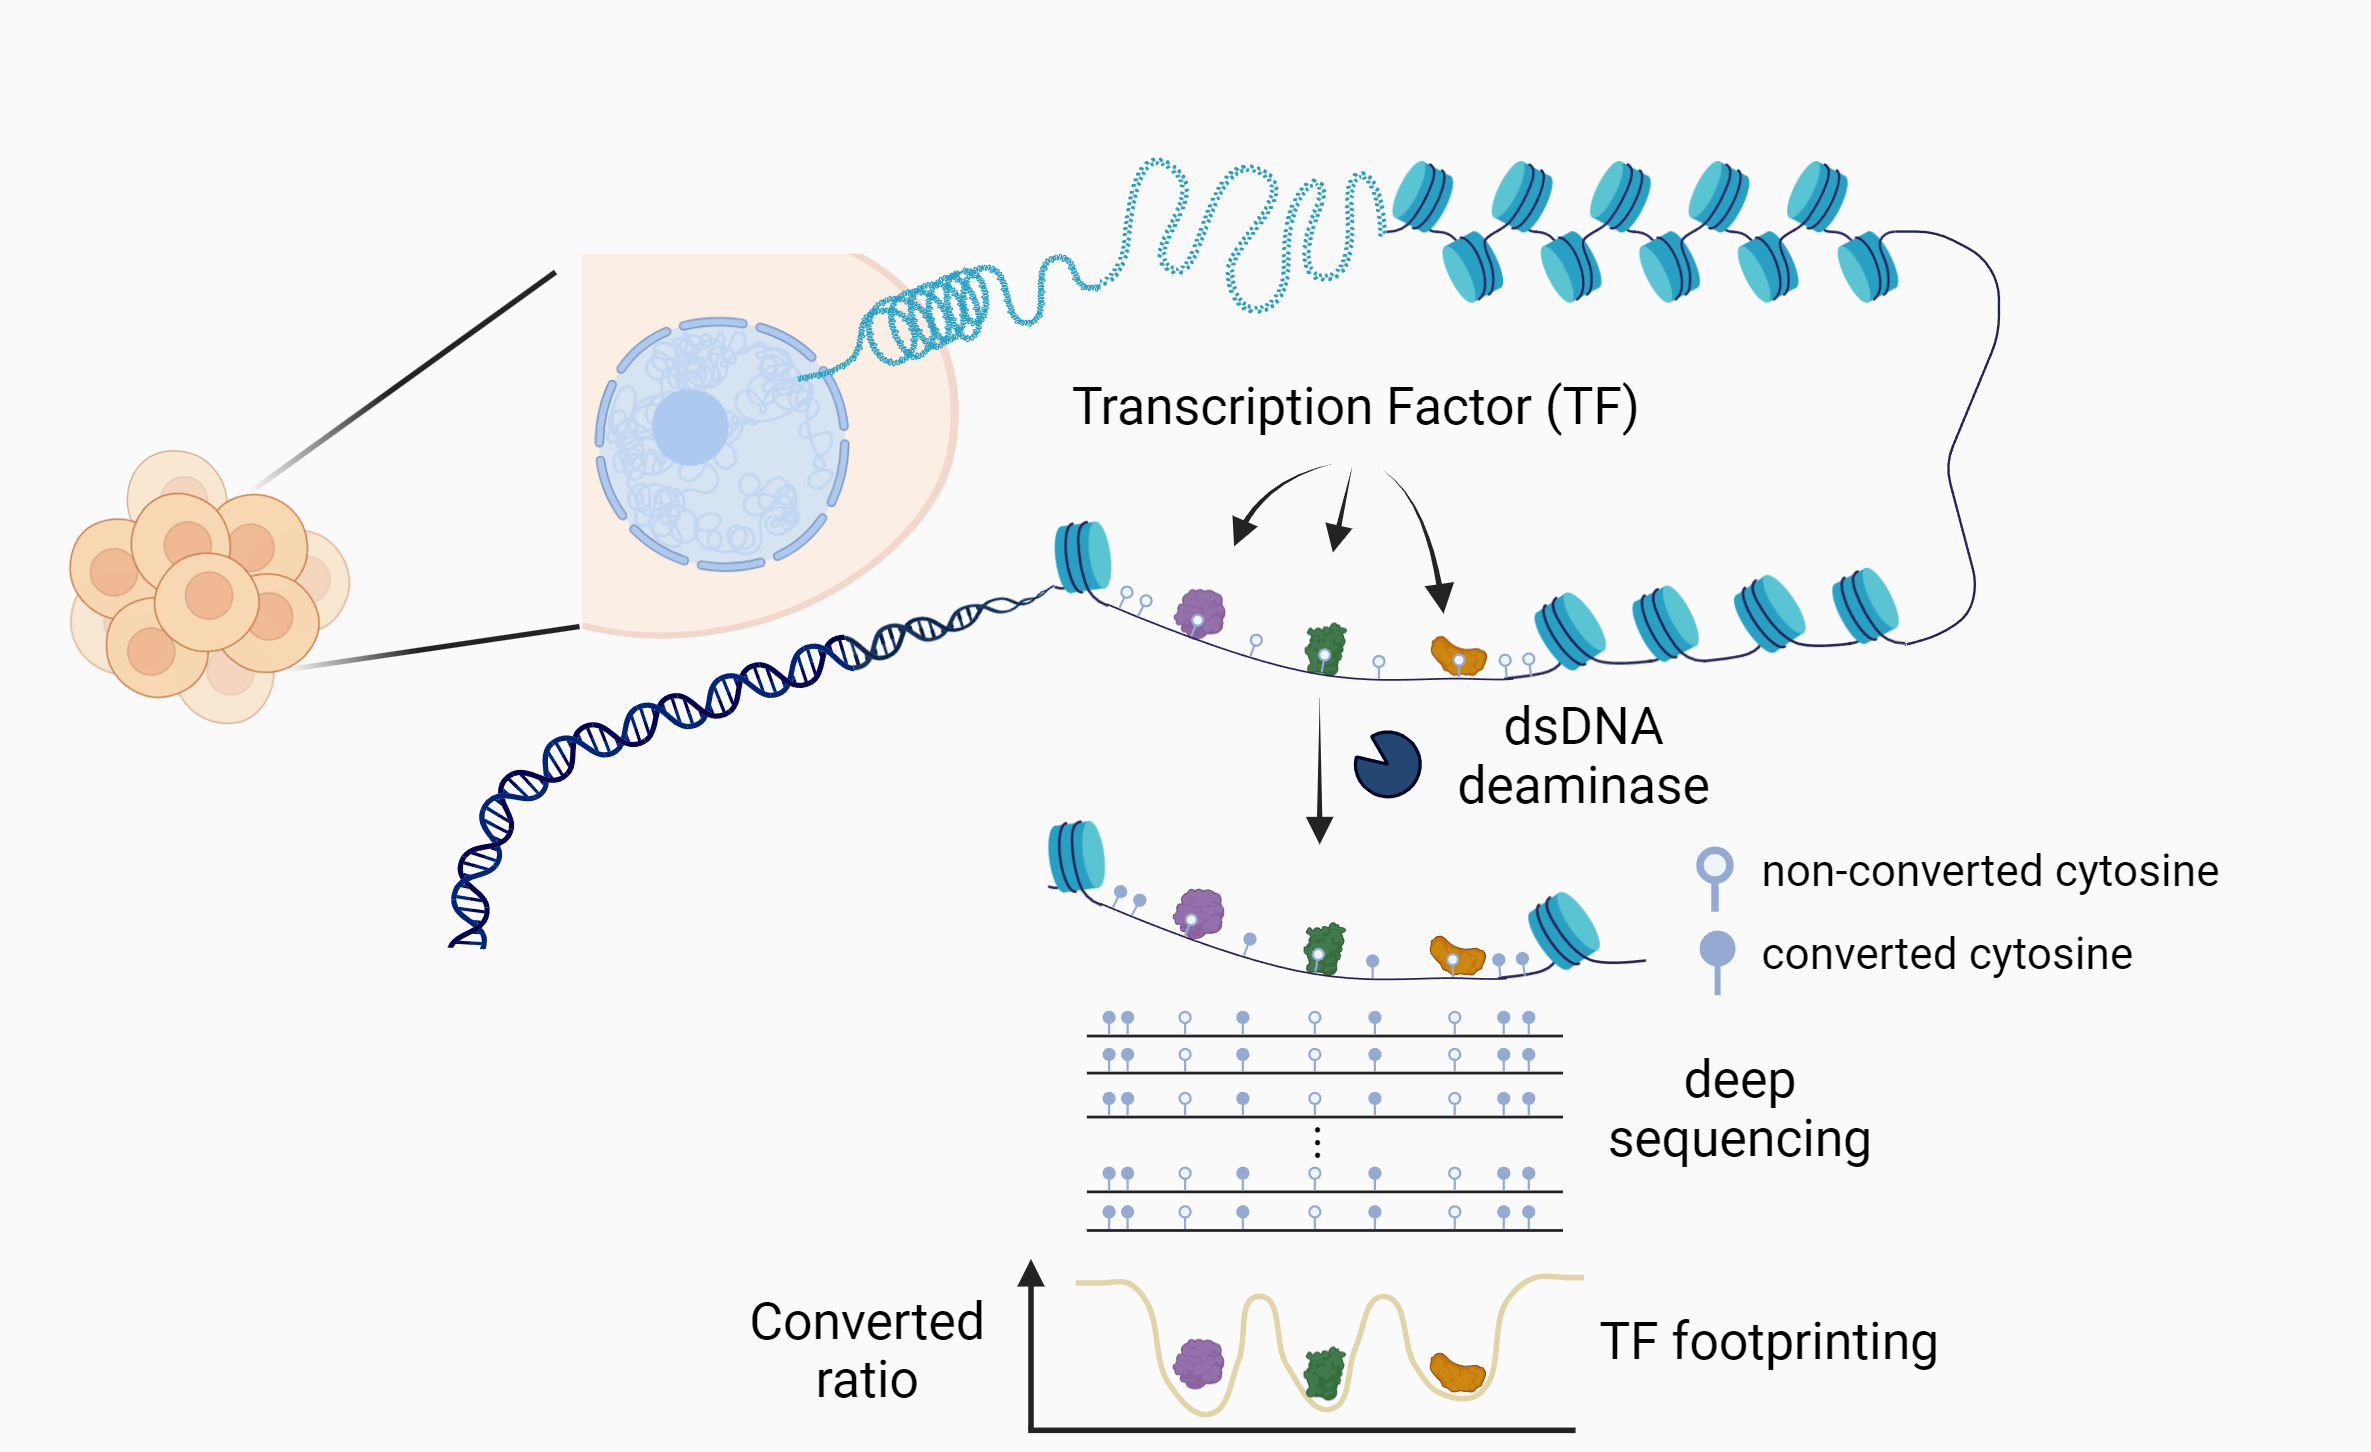 Transcription Factor (TF)
dsDNA
deaminase
non-converted cytosine
converted cytosine
deep
sequencing
Converted
ratio
TF footprinting